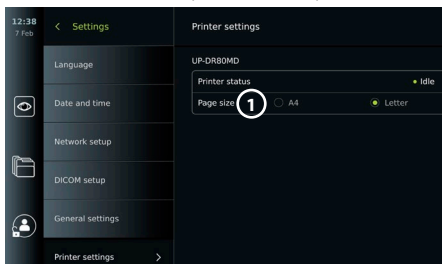 12:38
7 Feb
< Settings
Printer settings
Language
UP-DR80MD
Printer status
• Idle
Date and time
Page size
1
A4
Letter
Network setup
DICOM setup
General settings
Printer settings >